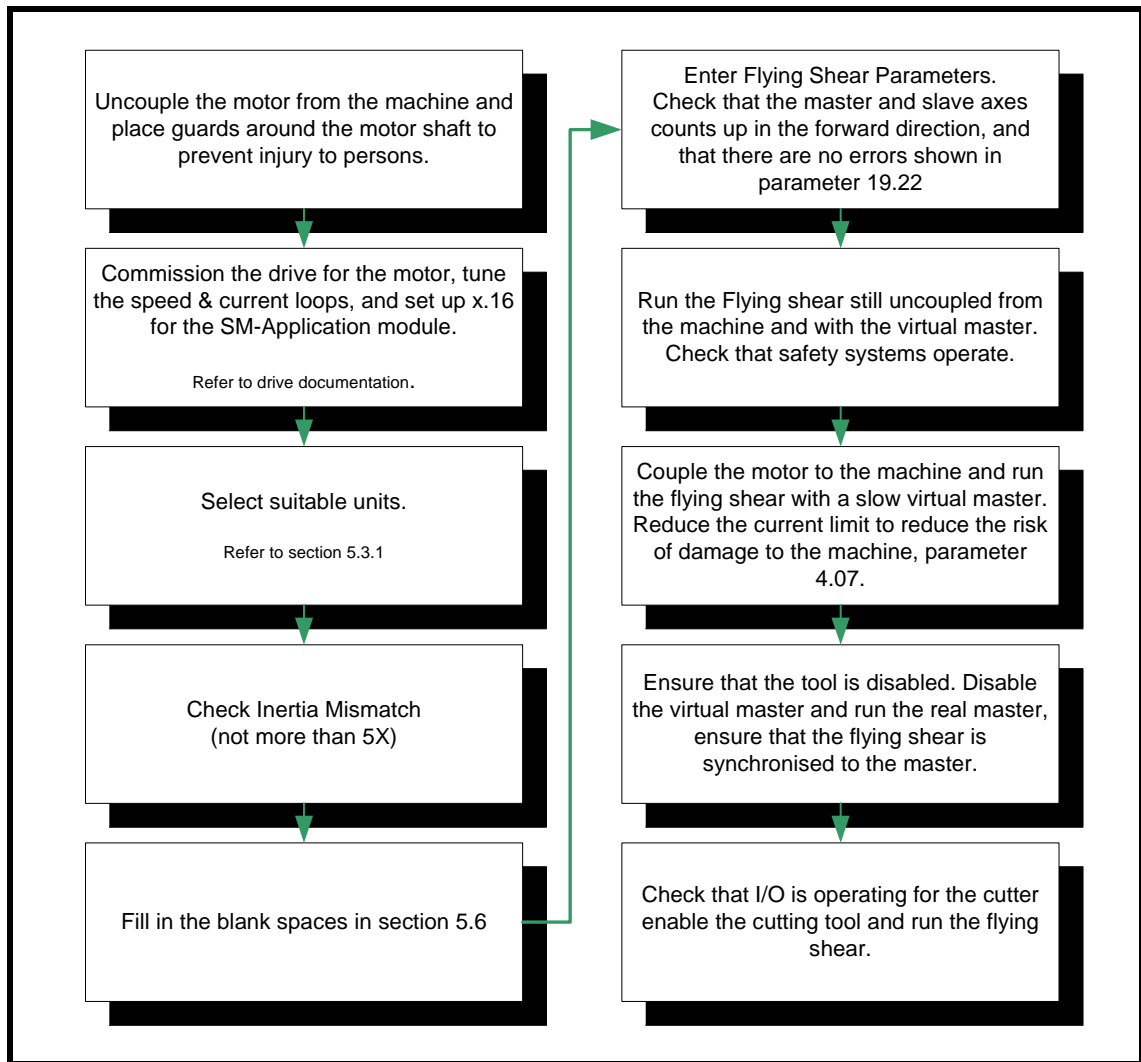 Uncouple the motor from the machine and
place guards around the motor shaft to
prevent injury to persons.
Commission the drive for the motor, tune
the speed & current loops, and set up x.16
for the SM-Application module.
Refer to drive documentation.
Select suitable units.
Refer to section 5.3.1
Check Inertia Mismatch
(not more than 5X)
Fill in the blank spaces in section 5.6
Enter Flying Shear Parameters.
Check that the master and slave axes
counts up in the forward direction, and
that there are no errors shown in
parameter 19.22
Run the Flying shear still uncoupled from
the machine and with the virtual master.
Check that safety systems operate.
Couple the motor to the machine and run
the flying shear with a slow virtual master.
Reduce the current limit to reduce the risk
of damage to the machine, parameter
4.07.
Ensure that the tool is disabled. Disable
the virtual master and run the real master,
ensure that the flying shear is
synchronised to the master.
Check that I/O is operating for the cutter
enable the cutting tool and run the flying
shear.